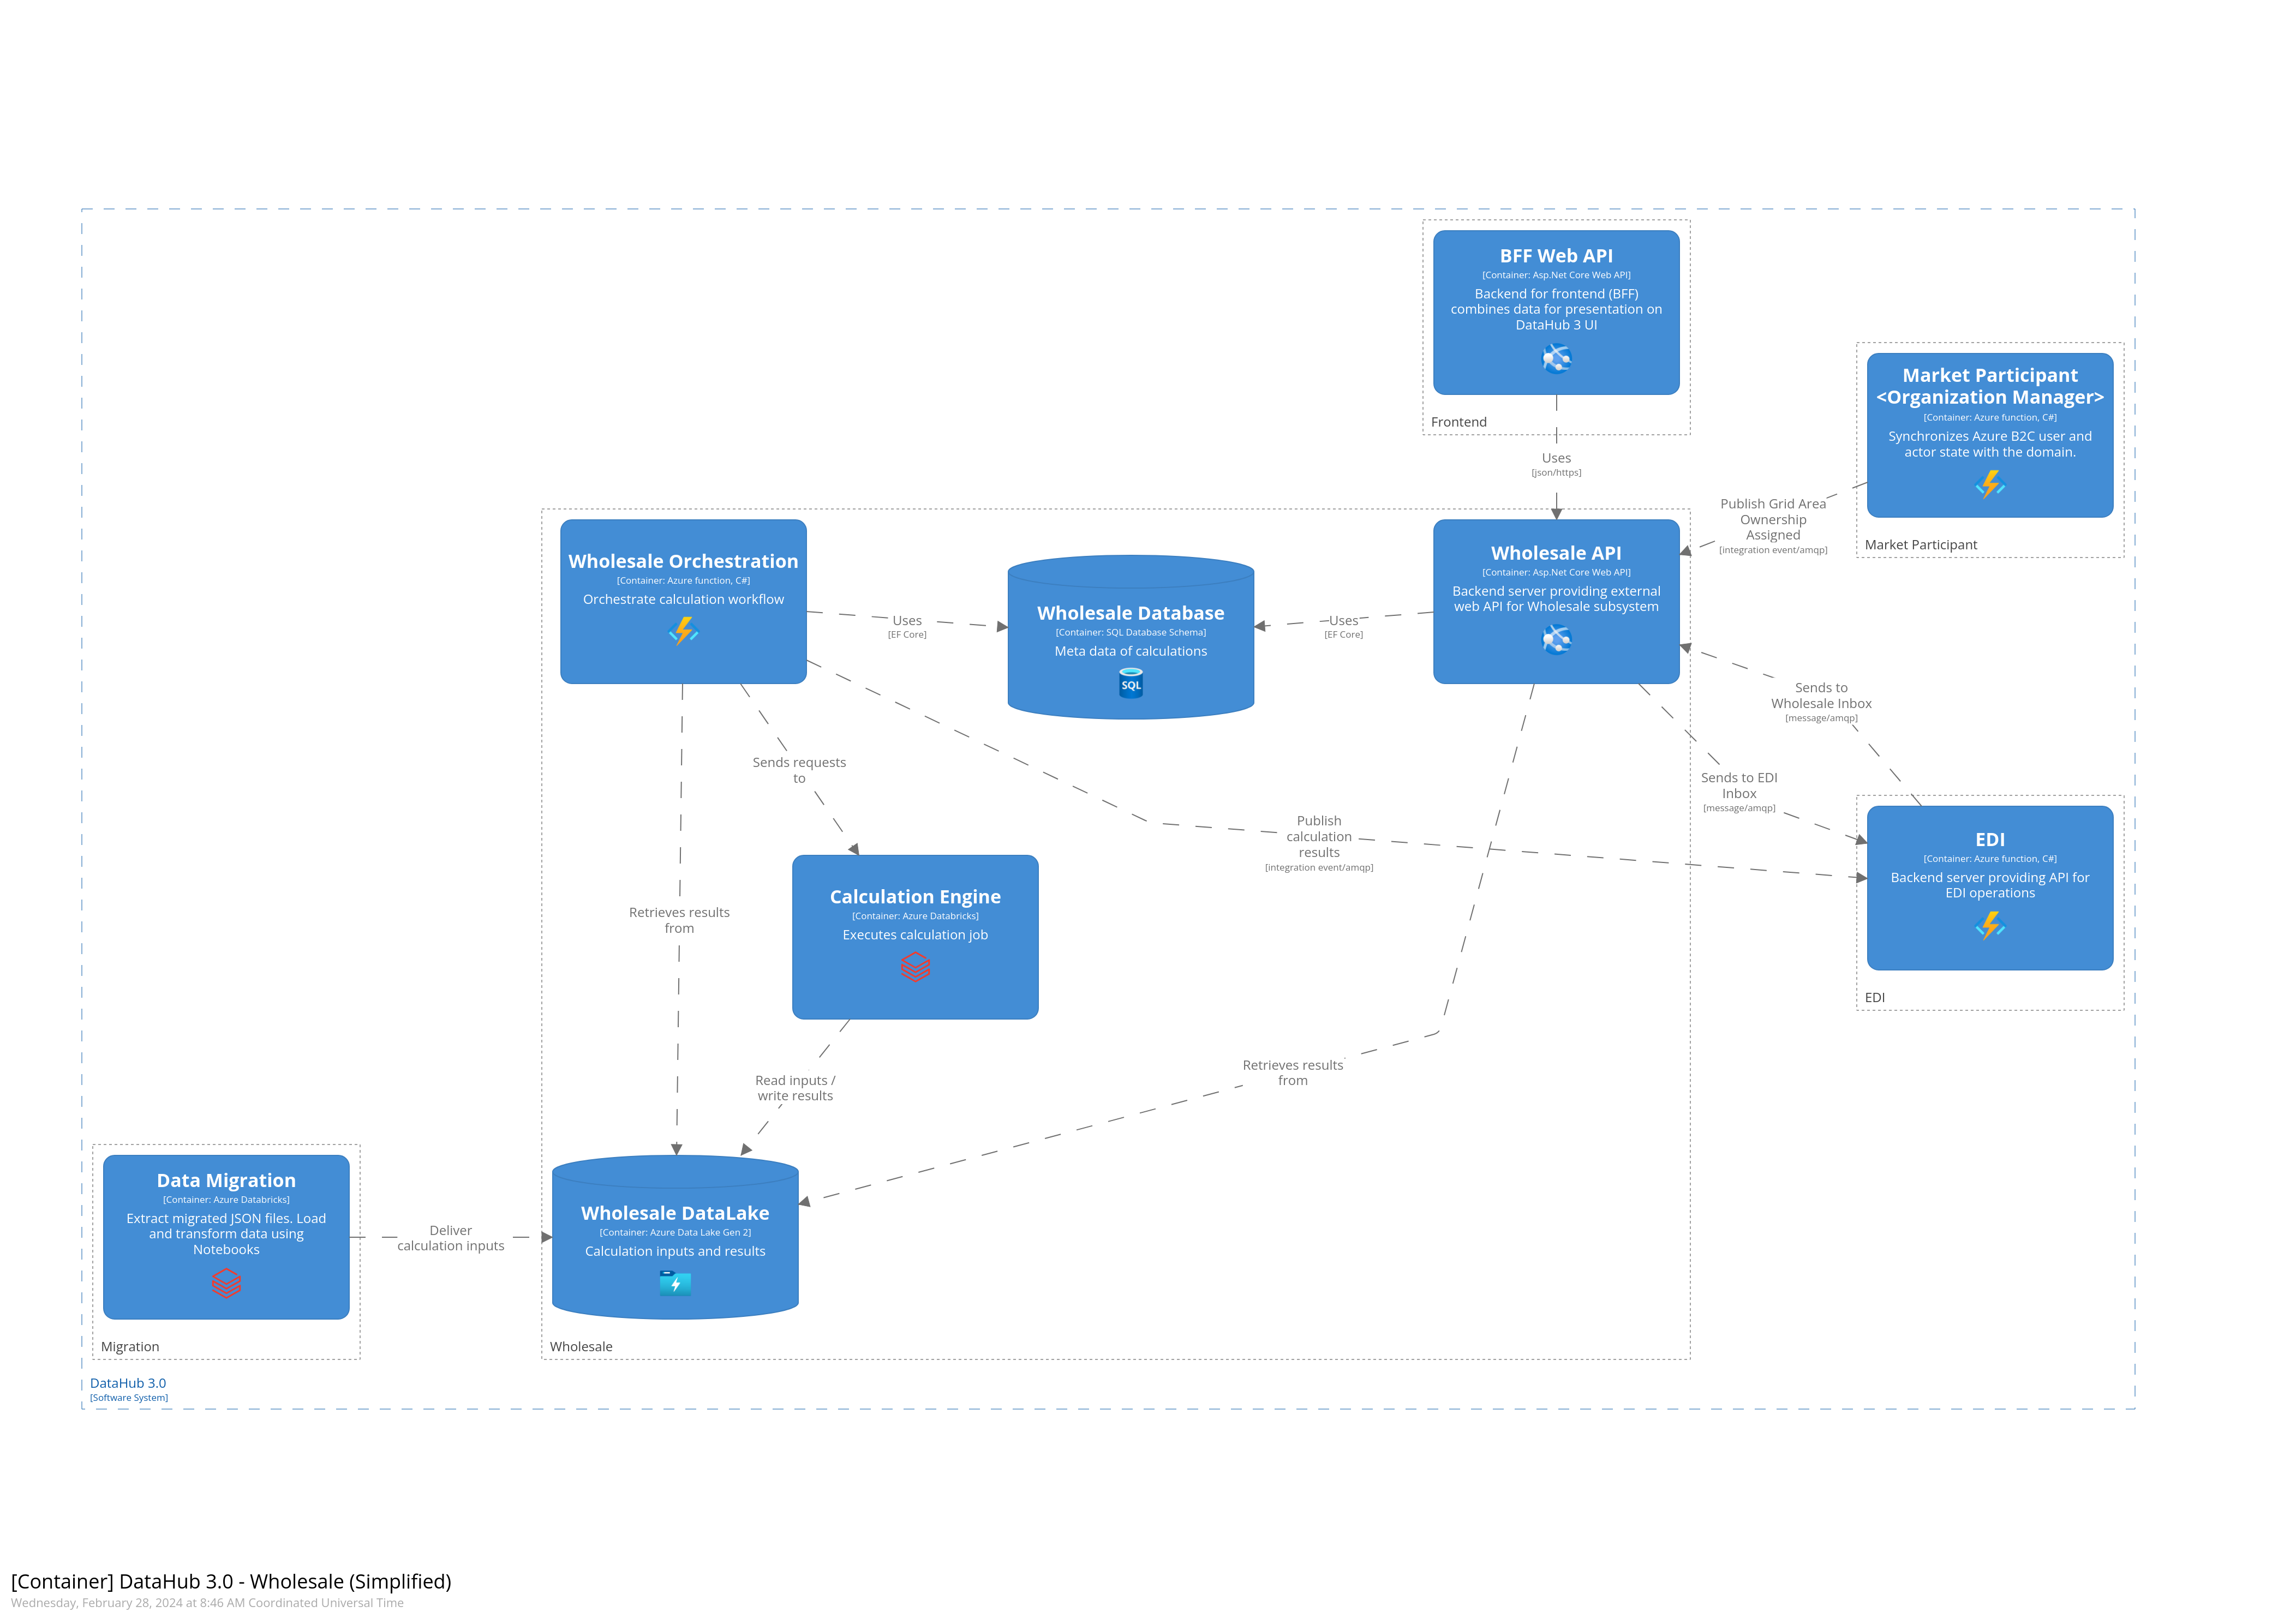 BFF Web API
[Container: Asp.Net Core Web API]
Backend for frontend (BFF)
combines data for presentation on
DataHub 3 UI
Frontend
Uses
[json/https]
Market Participant
<Organization Manager>
[Container: Azure function, C#]
Synchronizes Azure B2C user and
actor state with the domain.
Market Participant
Publish Grid Area
Ownership
Assigned
[integration event/amqp]
Wholesale Orchestration
[Container: Azure function, C#]
Orchestrate calculation workflow
Uses
[EF Core]
Wholesale Database
[Container: SQL Database Schema]
Meta data of calculations
SQL
Uses
[EF Core]
Wholesale API
[Container: Asp.Net Core Web API]
Backend server providing external
web API for Wholesale subsystem
Sends to
Wholesale Inbox
[message/amqp]
Sends to EDI
Inbox
[message/amqp]
Sends requests
to
Publish
calculation
results
[integration event/amqp]
EDI
[Container: Azure function, C#]
Backend server providing API for
EDI operations
EDI
Retrieves results
from
Calculation Engine
[Container: Azure Databricks]
Executes calculation job
Read inputs /
write results
Retrieves results
from
Data Migration
[Container: Azure Databricks]
Extract migrated JSON files. Load
and transform data using
Notebooks
Migration
Deliver
calculation inputs
Wholesale DataLake
[Container: Azure Data Lake Gen 2]
Calculation inputs and results
Wholesale
DataHub 3.0
[Software System]
[Container] DataHub 3.0 - Wholesale (Simplified)
Wednesday, February 28, 2024 at 8:46 AM Coordinated Universal Time